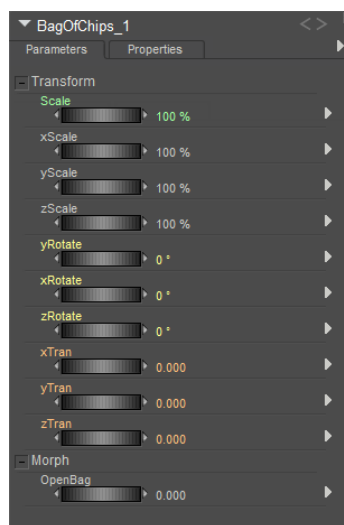 BagOfChips_1
Parameters Properties
Transform
Scale
100 %
xScale
100 %
yScale
100 %
zScale
100 %
yRotate
0 °
xRotate
0 °
zRotate
0 °
xTran
0.000
yTran
0.000
zTran
0.000
Morph
OpenBag
0.000